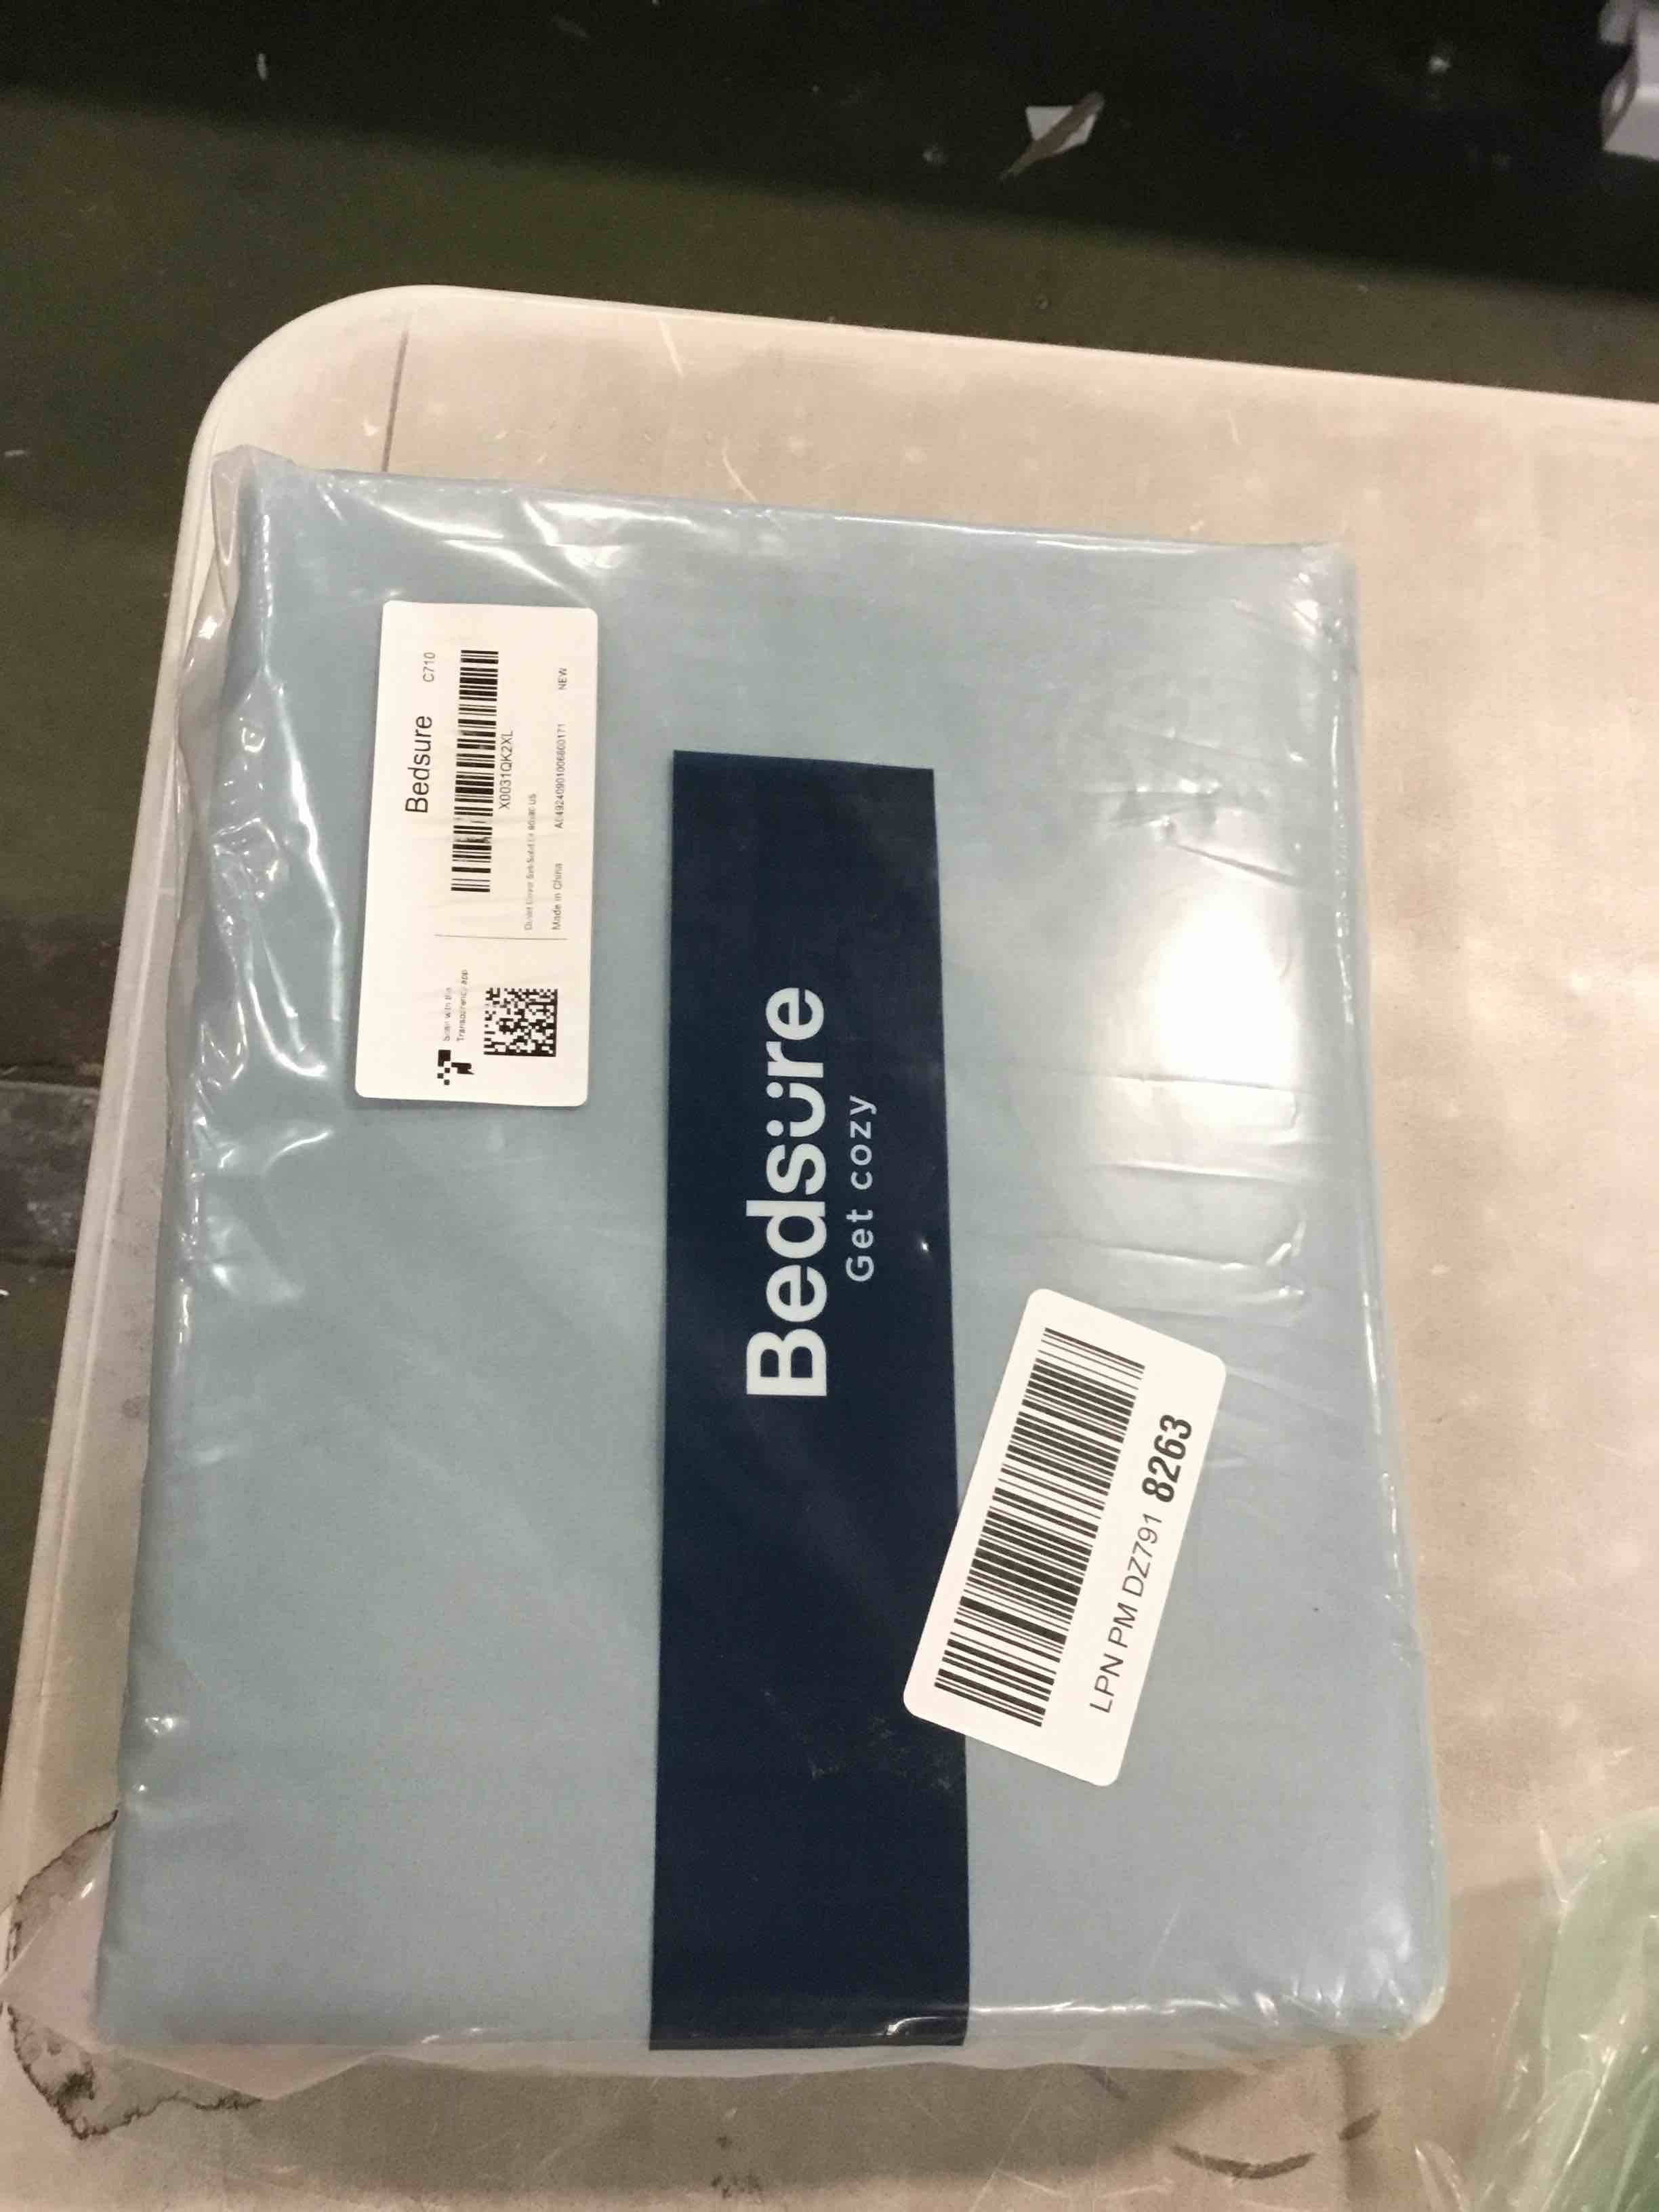 Bedsure
C710
X0031QK2XL
Made in China
NEW
Bedsure
Get cozy
LPN PM DZ791 8263